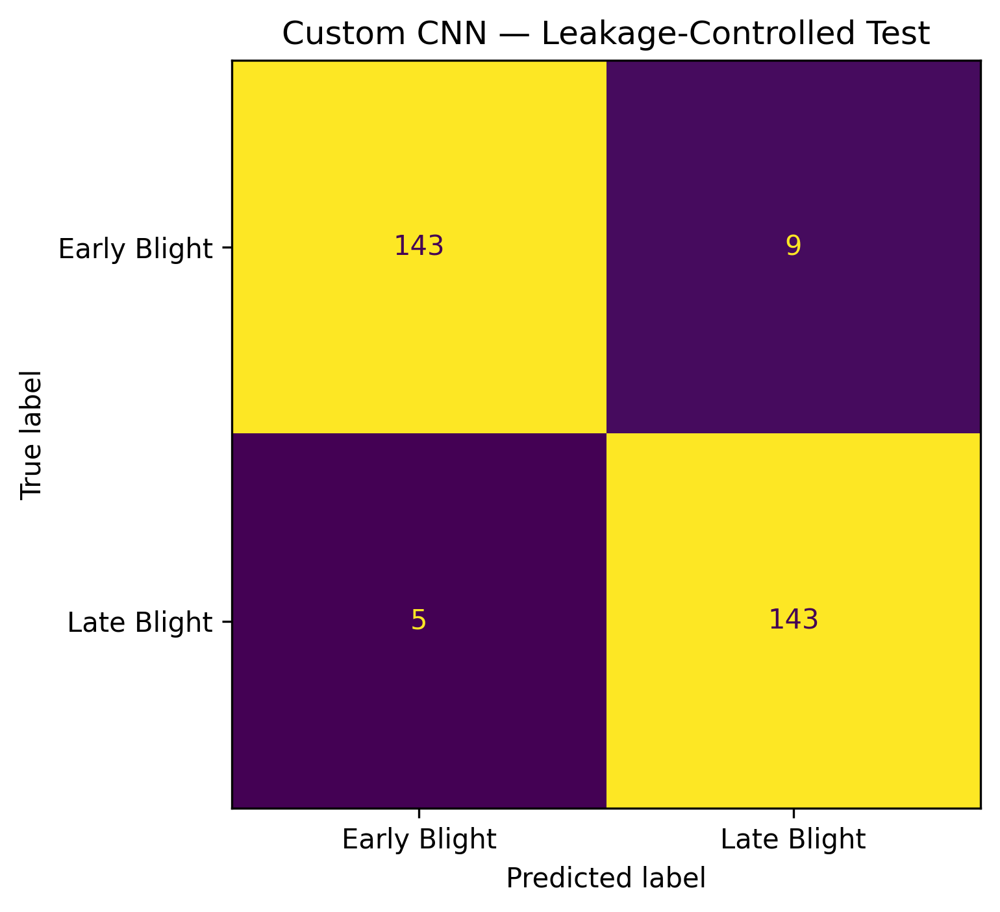 Custom CNN — Leakage-Controlled Test
True label
Early Blight
143
9
Late Blight
5
143
Early Blight
Late Blight
Predicted label